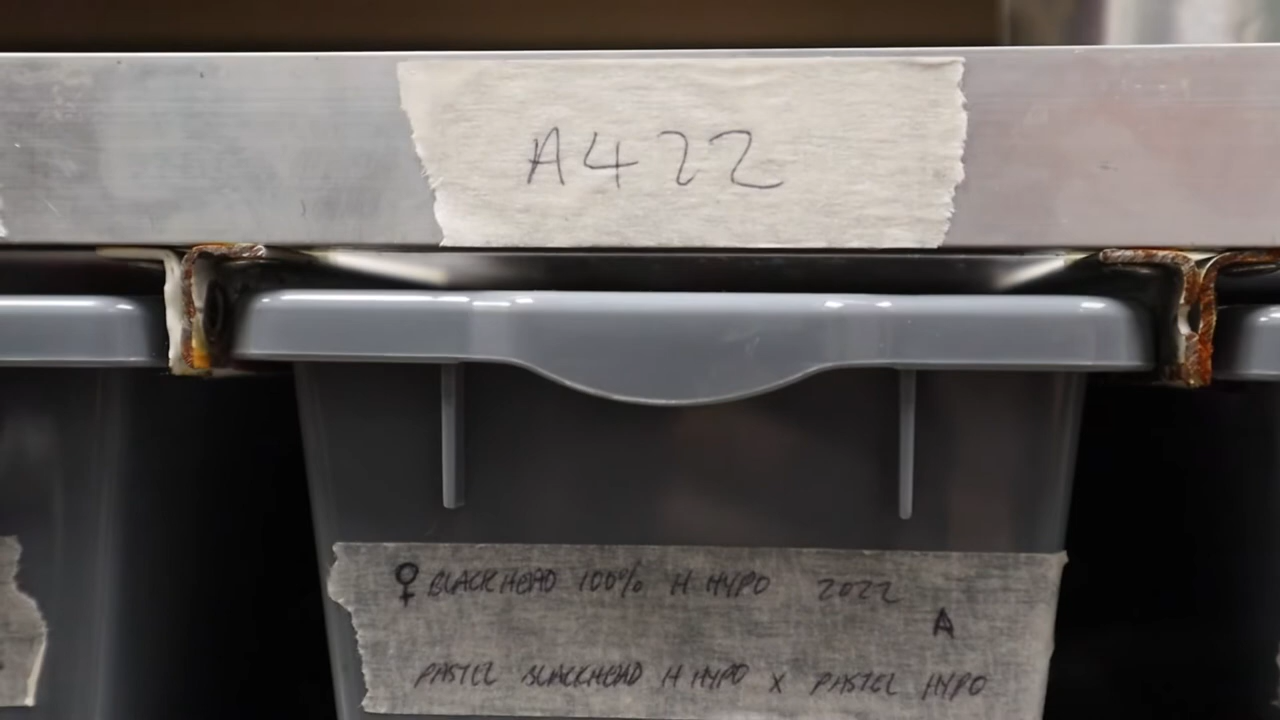 A422
♀ BLACKHEAD 100% H HYPO 2022
A
PASTEL BLACKHEAD H HYPO X PASTEL HYPO